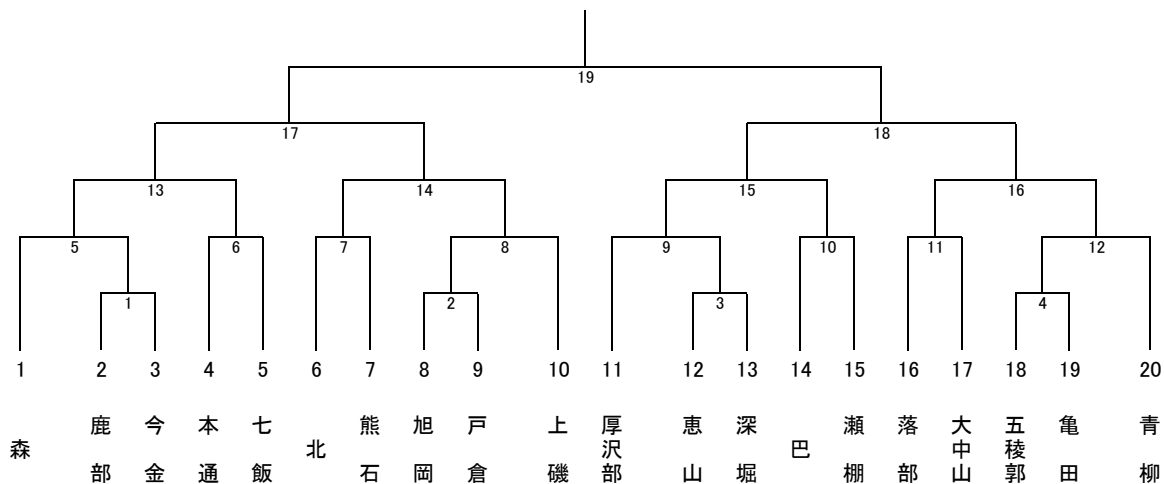 19
17
18
13
14
15
16
5
6
7
8
9
10
11
12
1
2
3
4
1
2
3
4
5
6
7
8
9
10
11
12
13
14
15
16
17
18
19
20
森
鹿部
今金
本通
七飯
北
熊石
旭岡
戸倉
上磯
厚沢部
恵山
深堀
巴
瀬棚
落部
大中山
五稜郭
亀田
青柳